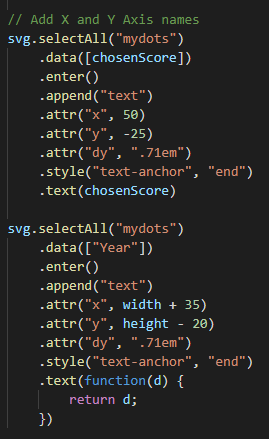 // Add X and Y Axis names
svg.selectAll("mydots")
    .data([chosenScore])
    .enter()
    .append("text")
    .attr("x", 50)
    .attr("y", -25)
    .attr("dy", ".71em")
    .style("text-anchor", "end")
    .text(chosenScore)

svg.selectAll("mydots")
    .data(["Year"])
    .enter()
    .append("text")
    .attr("x", width + 35)
    .attr("y", height - 20)
    .attr("dy", ".71em")
    .style("text-anchor", "end")
    .text(function(d) {
        return d;
    })